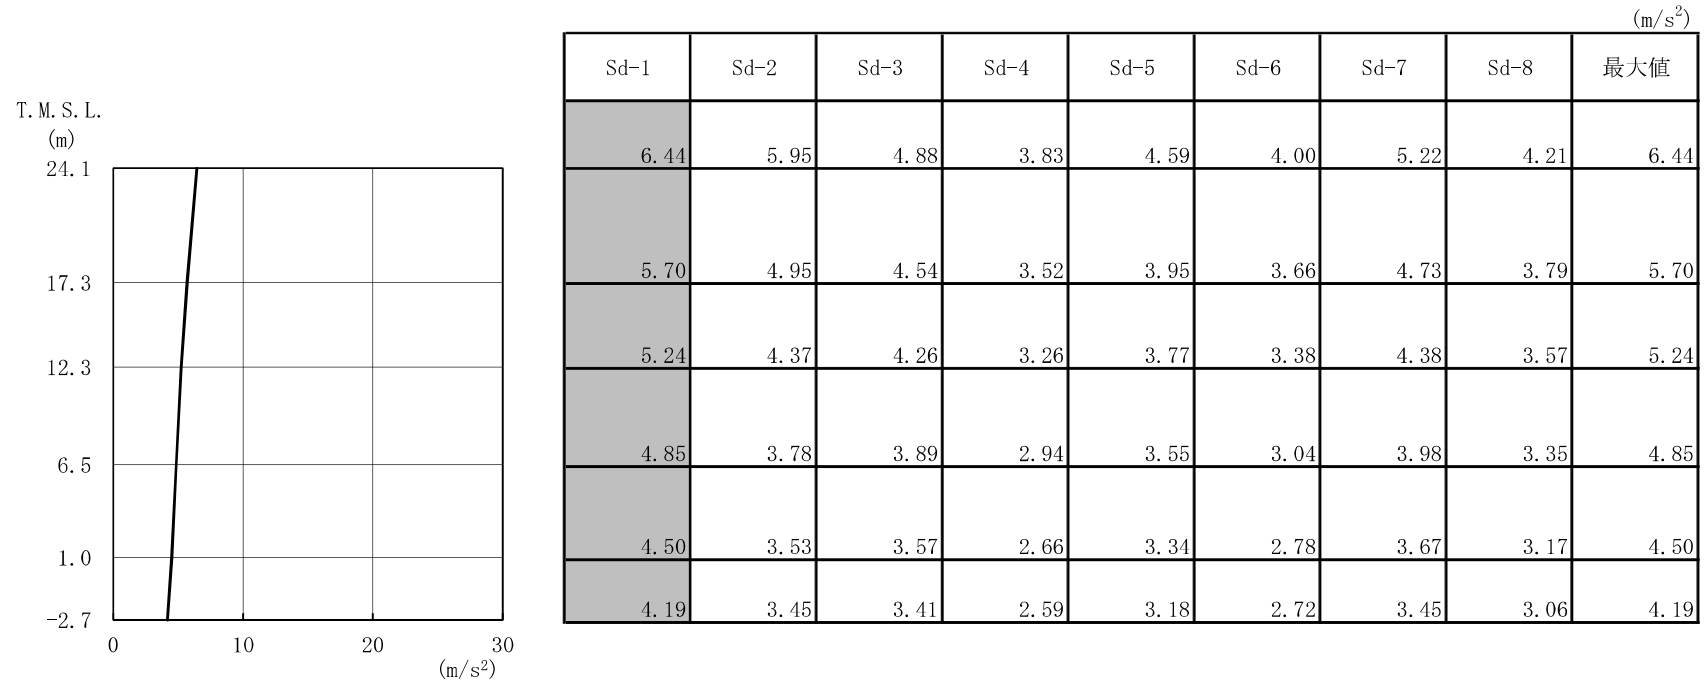 (m/s²)
Sd-1 Sd-2 Sd-3 Sd-4 Sd-5 Sd-6 Sd-7 Sd-8 最大値
T.M.S.L.
(m)
6.44 5.95 4.88 3.83 4.59 4.00 5.22 4.21 6.44
24.1
5.70 4.95 4.54 3.52 3.95 3.66 4.73 3.79 5.70
17.3
5.24 4.37 4.26 3.26 3.77 3.38 4.38 3.57 5.24
12.3
4.85 3.78 3.89 2.94 3.55 3.04 3.98 3.35 4.85
6.5
4.50 3.53 3.57 2.66 3.34 2.78 3.67 3.17 4.50
1.0
4.19 3.45 3.41 2.59 3.18 2.72 3.45 3.06 4.19
-2.7
0 10 20 30
(m/s²)